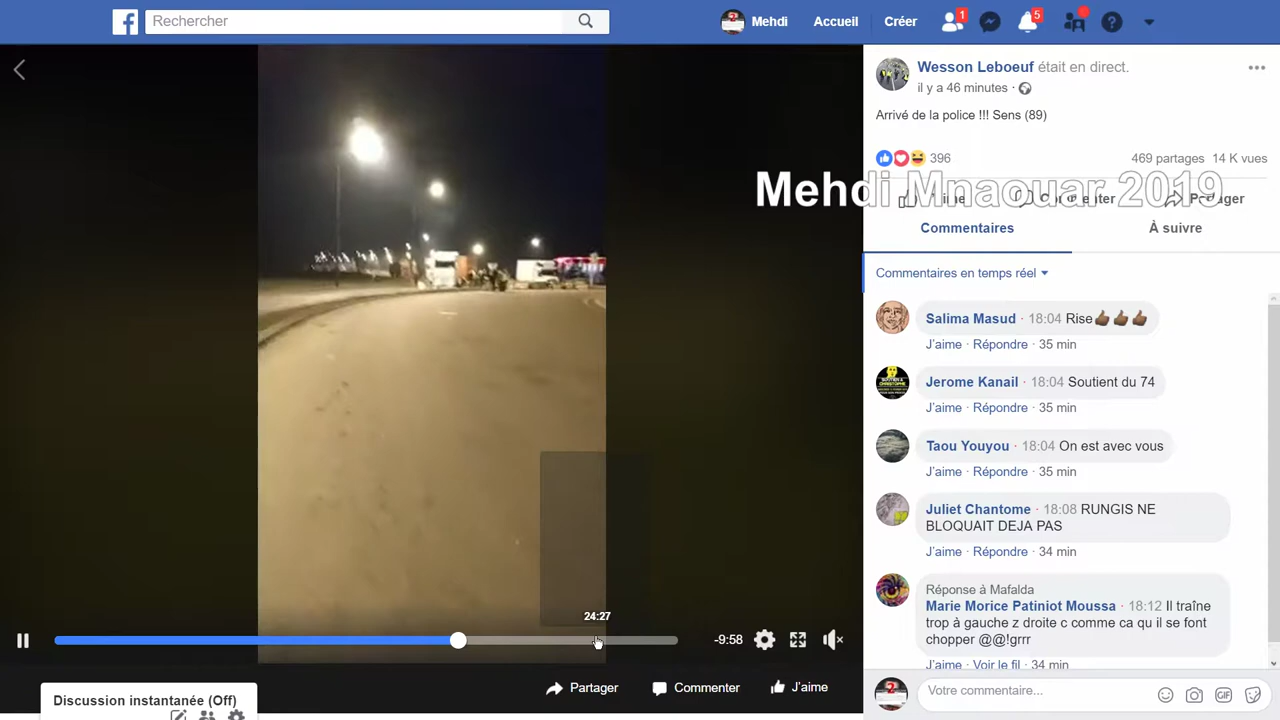 f
Rechercher
Mehdi
Accueil
Créer
1
5
Wesson Leboeuf était en direct.
il y a 46 minutes ·
Arrivé de la police !!! Sens (89)
396
469 partages 14 K vues
Mehdi Mnaouar 2019
J'aime
Commenter
Partager
Commentaires
À suivre
Commentaires en temps réel
Salima Masud · 18:04 Rise👍🏾👍🏾👍🏾
J'aime · Répondre · 35 min
Jerome Kanail · 18:04 Soutient du 74
J'aime · Répondre · 35 min
Taou Youyou · 18:04 On est avec vous
J'aime · Répondre · 35 min
Juliet Chantome · 18:08 RUNGIS NE
BLOQUAIT DEJA PAS
J'aime · Répondre · 34 min
Réponse à Mafalda
Marie Morice Patiniot Moussa · 18:12 Il traîne
trop à gauche z droite c comme ca qu il se font
chopper @@!grrr
J'aime · Voir le fil · 34 min
Votre commentaire...
GIF
24:27
-9:58
Partager
Commenter
J'aime
Discussion instantanée (Off)